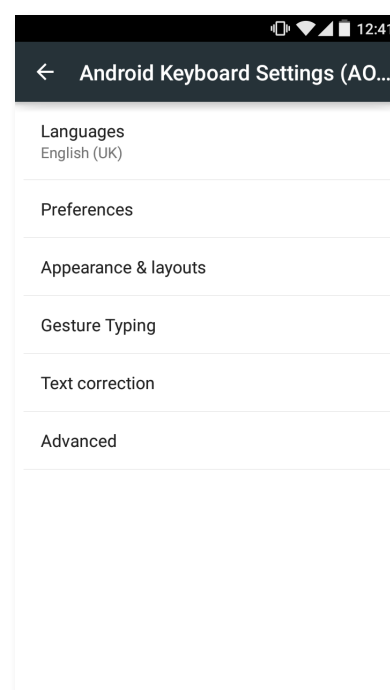 12:41
Android Keyboard Settings (AO...
Languages
English (UK)
Preferences
Appearance & layouts
Gesture Typing
Text correction
Advanced